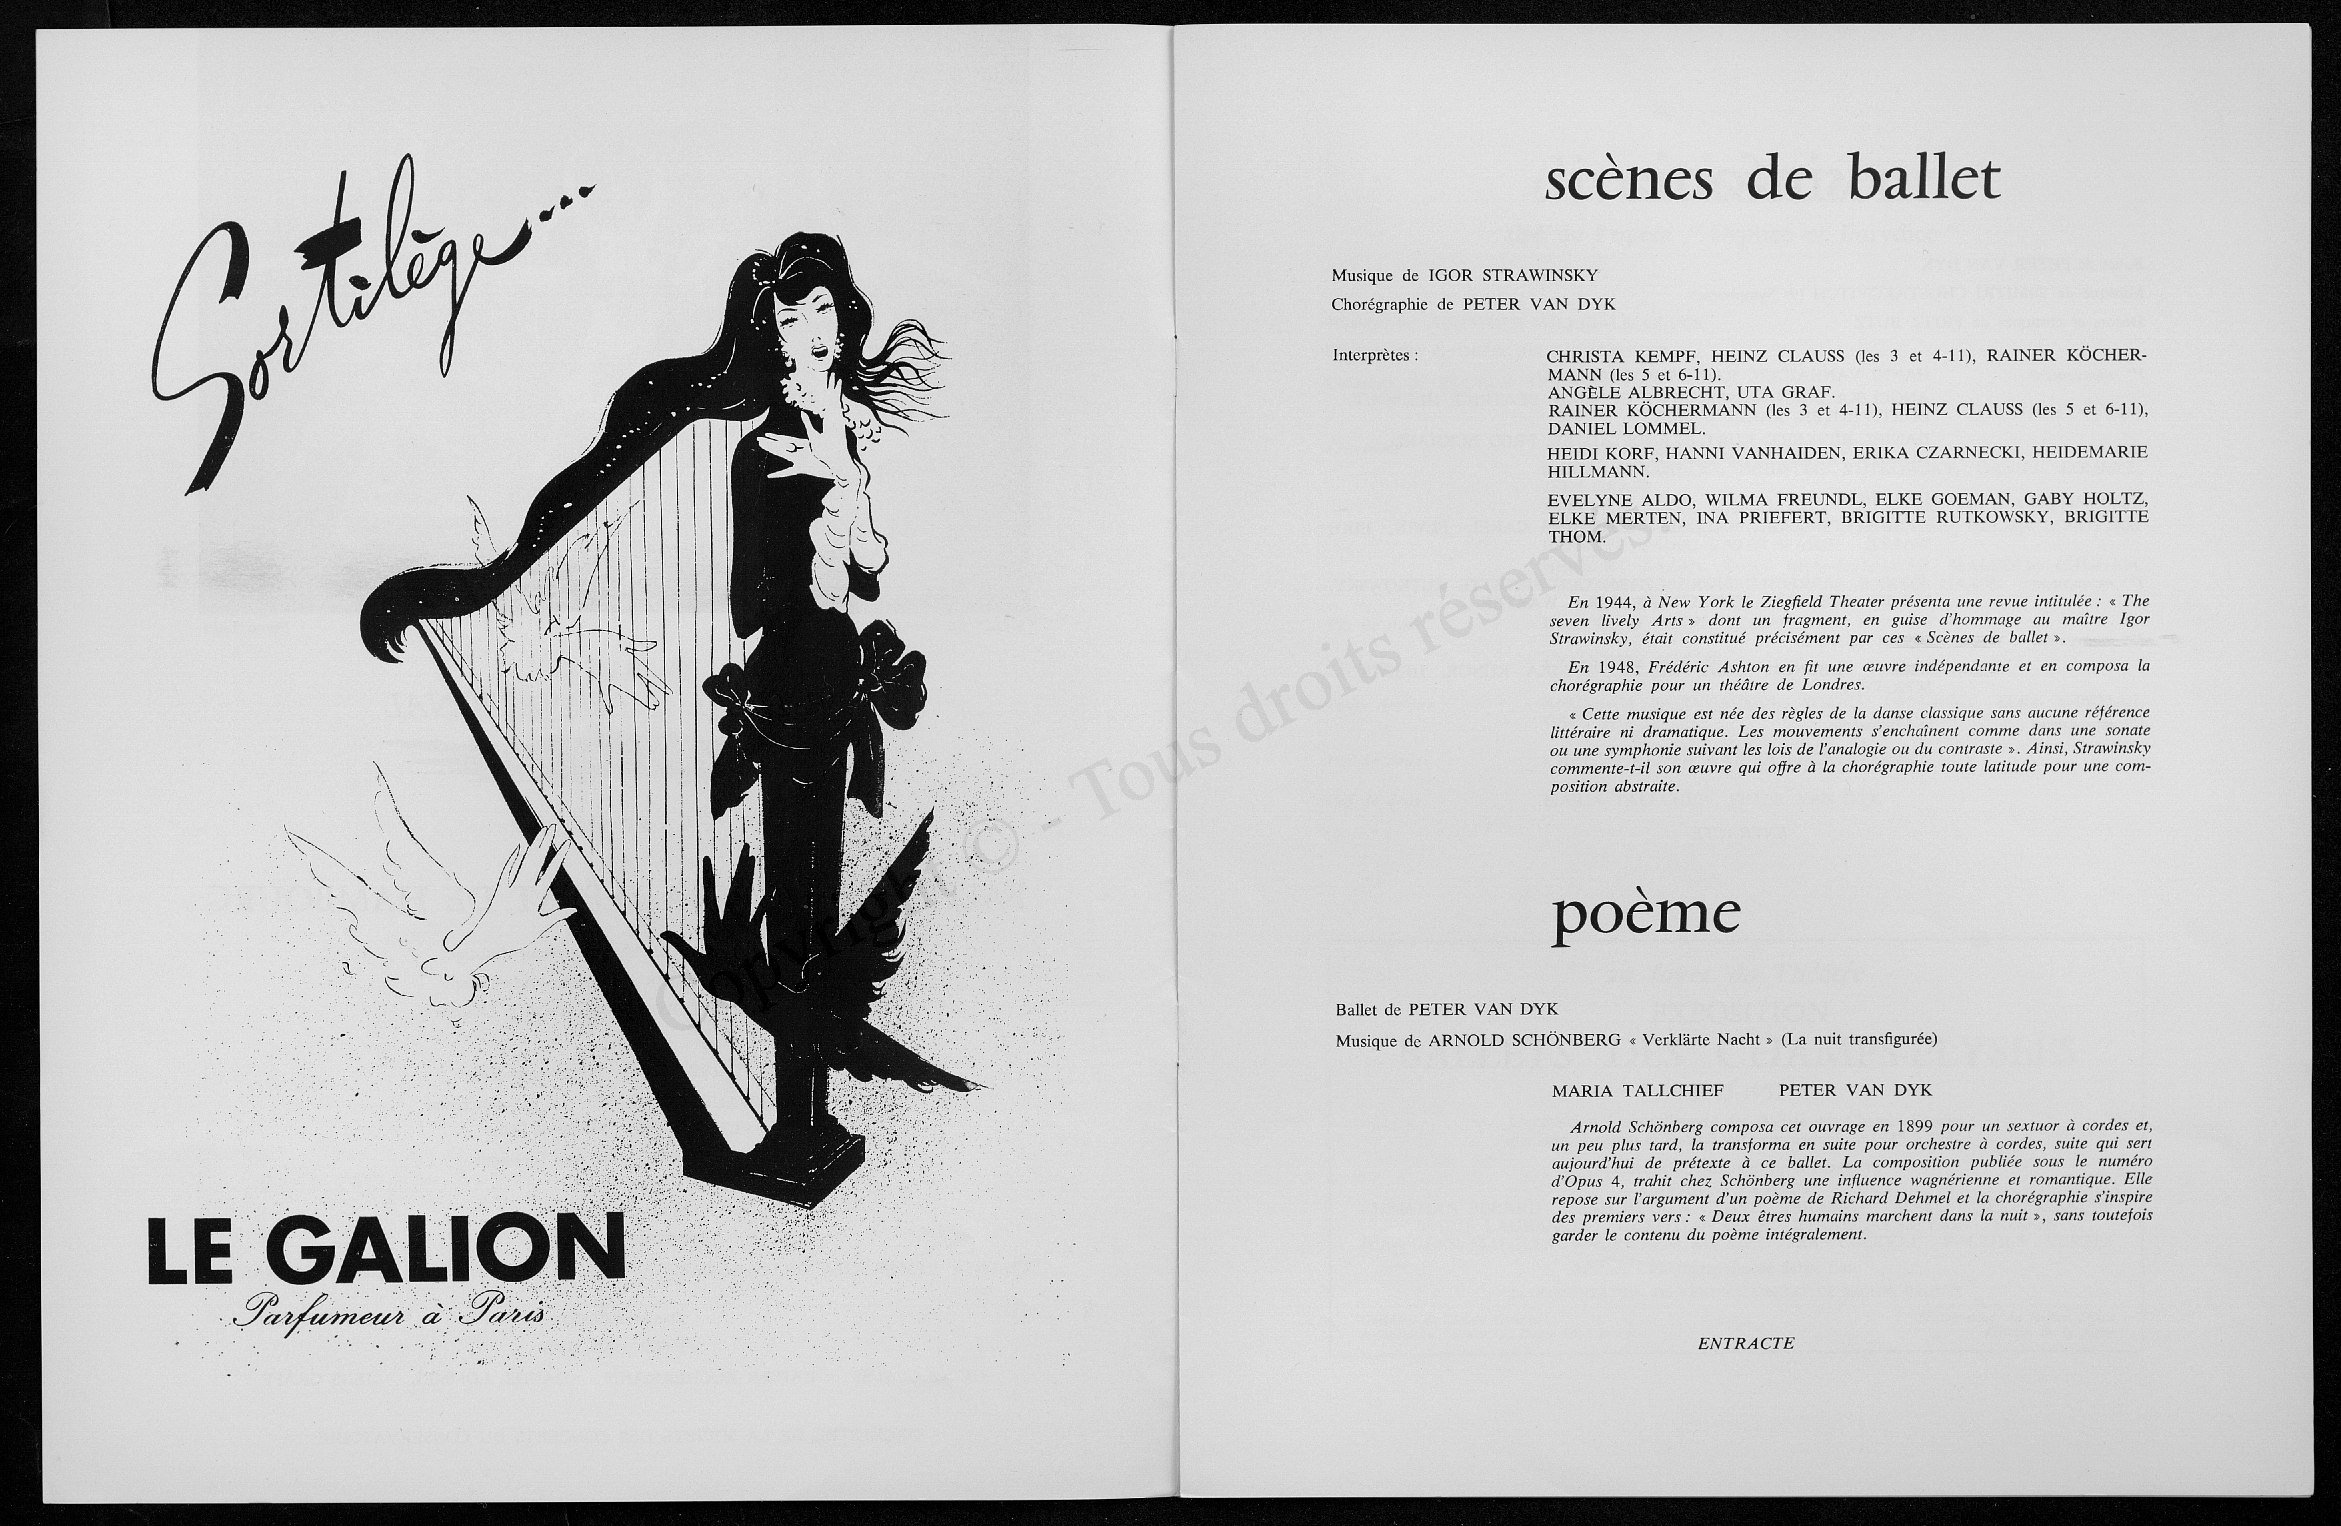 Sortilège...
LE GALION
Parfumeur à Paris
scènes de ballet
Musique de IGOR STRAWINSKY
Chorégraphie de PETER VAN DYK
Interprètes :
CHRISTA KEMPF, HEINZ CLAUSS (les 3 et 4-11), RAINER KÖCHER-
MANN (les 5 et 6-11).
ANGÈLE ALBRECHT, UTA GRAF.
RAINER KÖCHERMANN (les 3 et 4-11), HEINZ CLAUSS (les 5 et 6-11),
DANIEL LOMMEL.
HEIDI KORF, HANNI VANHAIDEN, ERIKA CZARNECKI, HEIDEMARIE
HILLMANN.
EVELYNE ALDO, WILMA FREUNDL, ELKE GOEMAN, GABY HOLTZ,
ELKE MERTEN, INA PRIEFERT, BRIGITTE RUTKOWSKY, BRIGITTE
THOM.
En 1944, à New York le Ziegfield Theater présenta une revue intitulée : « The
seven lively Arts » dont un fragment, en guise d'hommage au maître Igor
Strawinsky, était constitué précisément par ces « Scènes de ballet ».
En 1948, Frédéric Ashton en fit une œuvre indépendante et en composa la
chorégraphie pour un théâtre de Londres.
« Cette musique est née des règles de la danse classique sans aucune référence
littéraire ni dramatique. Les mouvements s'enchaînent comme dans une sonate
ou une symphonie suivant les lois de l'analogie ou du contraste ». Ainsi, Strawinsky
commente-t-il son œuvre qui offre à la chorégraphie toute latitude pour une com-
position abstraite.
poème
Ballet de PETER VAN DYK
Musique de ARNOLD SCHÖNBERG « Verklärte Nacht » (La nuit transfigurée)
MARIA TALLCHIEF PETER VAN DYK
Arnold Schönberg composa cet ouvrage en 1899 pour un sextuor à cordes et,
un peu plus tard, la transforma en suite pour orchestre à cordes, suite qui sert
aujourd'hui de prétexte à ce ballet. La composition publiée sous le numéro
d'Opus 4, trahit chez Schönberg une influence wagnérienne et romantique. Elle
repose sur l'argument d'un poème de Richard Dehmel et la chorégraphie s'inspire
des premiers vers : « Deux êtres humains marchent dans la nuit », sans toutefois
garder le contenu du poème intégralement.
ENTRACTE
Copyright © - Tous droits réservés.